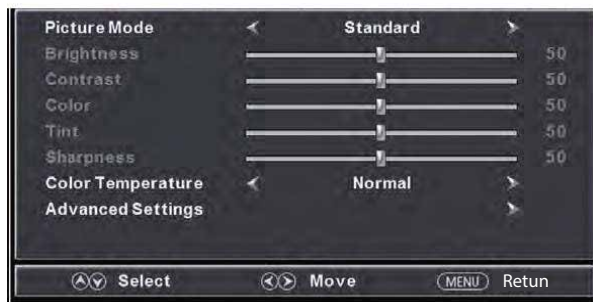 Picture Mode Standard
Brightness 50
Contrast 50
Color 50
Tint 50
Sharpness 50
Color Temperature Normal
Advanced Settings
Select Move MENU Retun